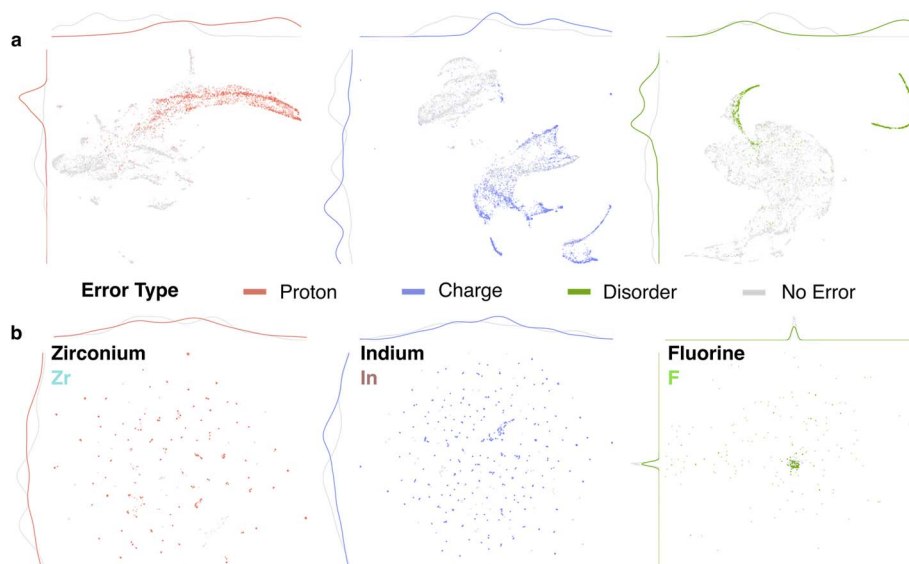 a
Error Type Proton Charge Disorder No Error
b
Zirconium Indium Fluorine
Zr In F